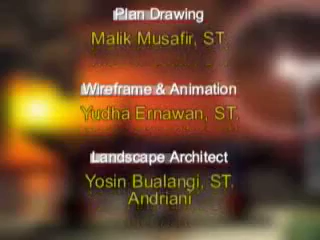 Plan Drawing
Malik Musafir, ST.
Wireframe & Animation
Yudha Ernawan, ST.
Landscape Architect
Yosin Bualangi, ST.
Andriani